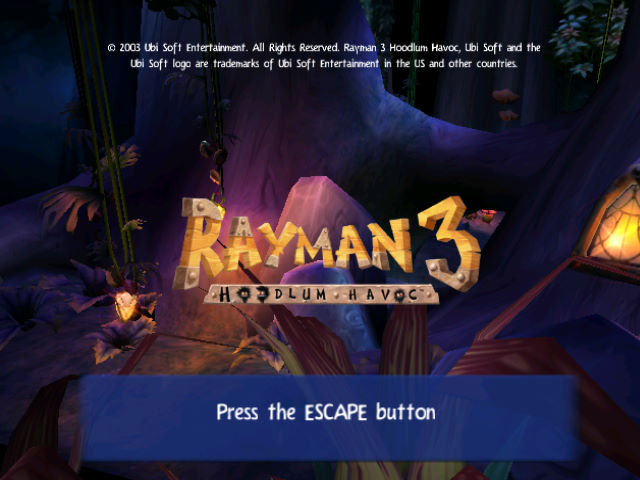 © 2003 Ubi Soft Entertainment. All Rights Reserved. Rayman 3 Hoodlum Havoc, Ubi Soft and the
Ubi Soft logo are trademarks of Ubi Soft Entertainment in the US and other countries.
RAYMAN 3
HOODLUM HAVOC
Press the ESCAPE button